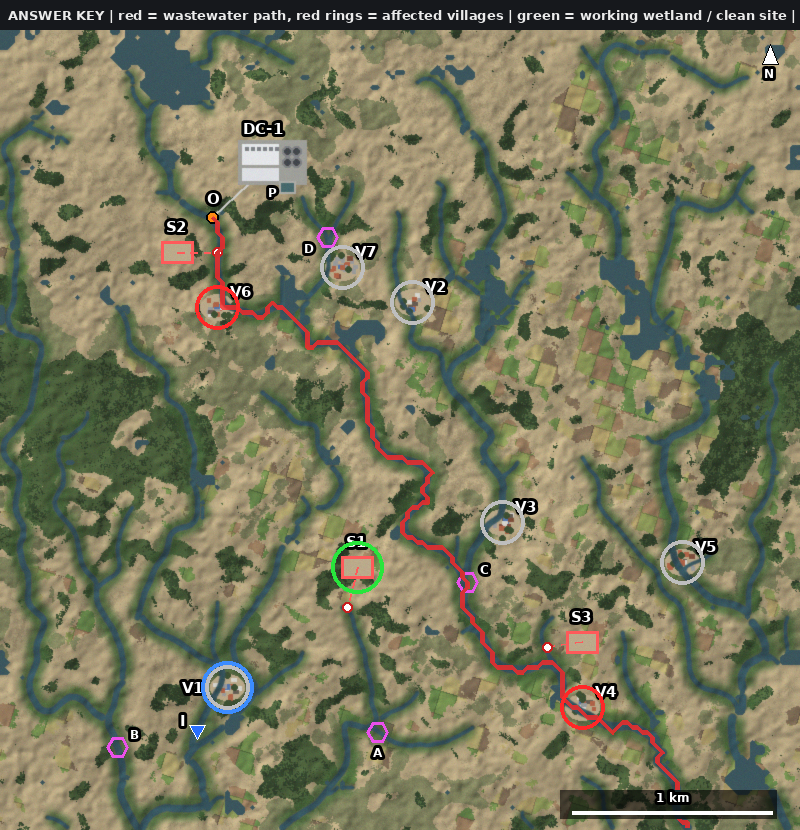 ANSWER KEY | red = wastewater path, red rings = affected villages | green = working wetland / clean site |
N
DC-1
P
O
S2
D
V7
V6
V2
V3
S1
C
V5
S3
V1
V4
I
B
A
1 km